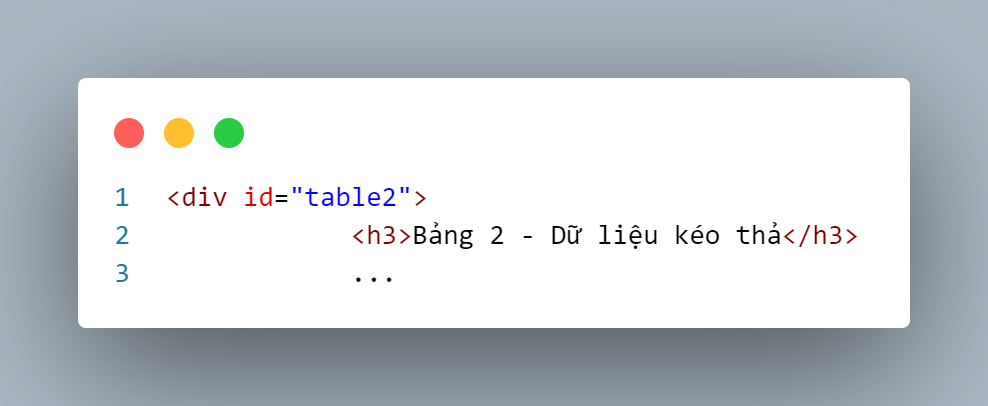 1 <div id="table2">
2 <h3>Bảng 2 - Dữ liệu kéo thả</h3>
3 ...